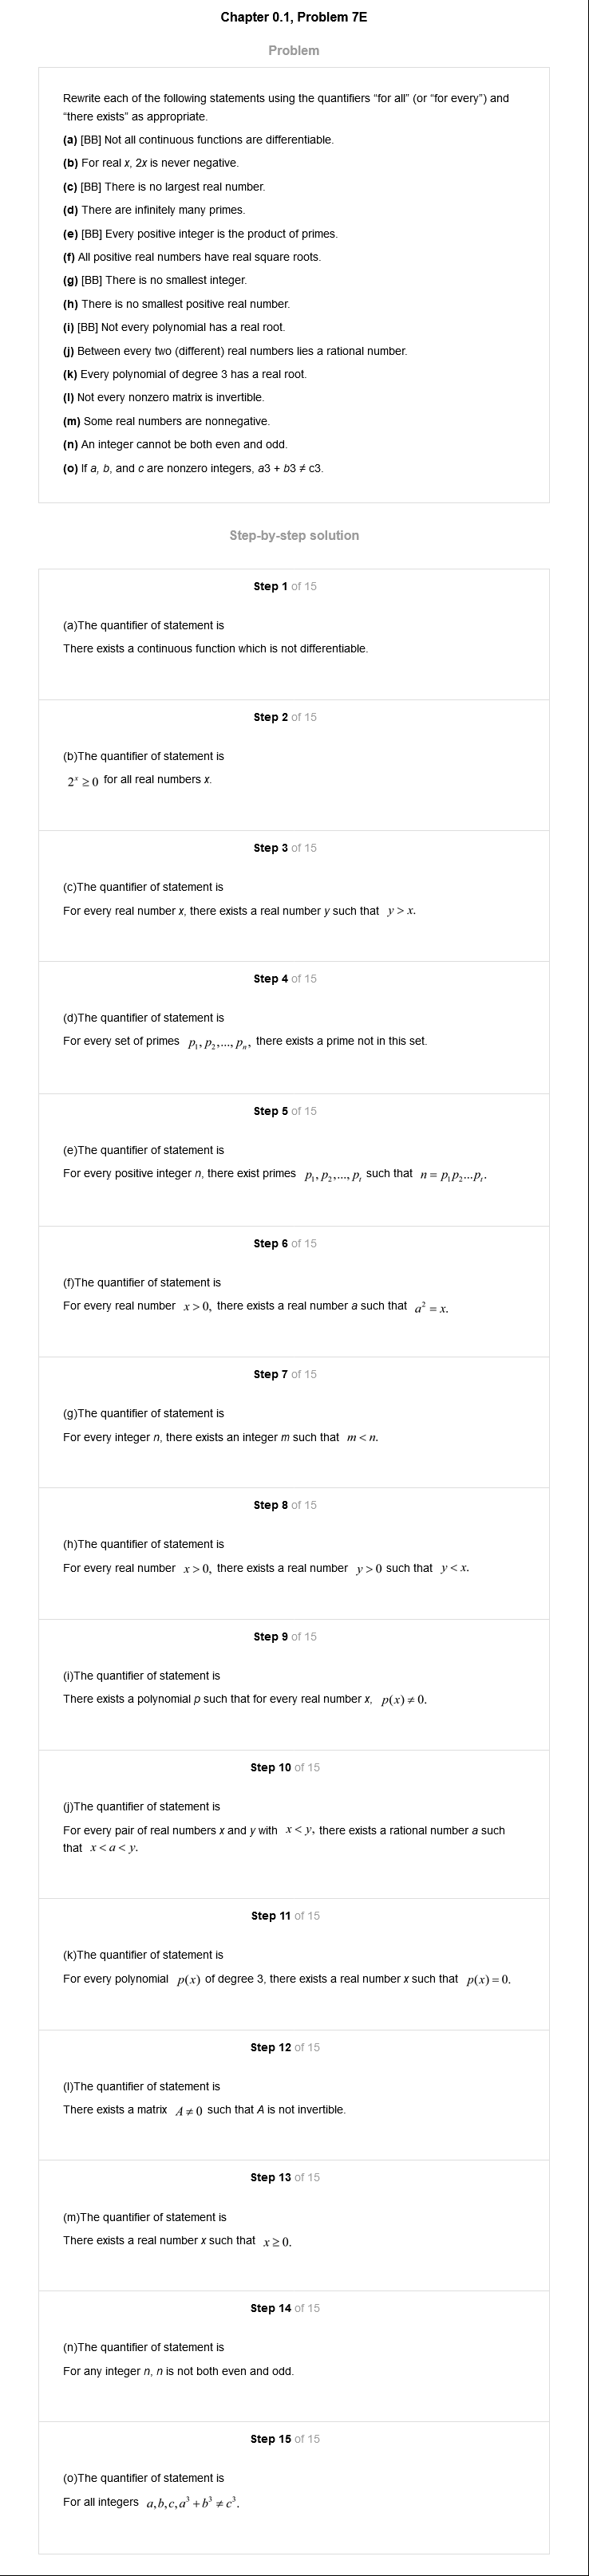 Chapter 0.1, Problem 7E
Problem
Rewrite each of the following statements using the quantifiers “for all” (or “for every”) and
“there exists” as appropriate.
(a) [BB] Not all continuous functions are differentiable.
(b) For real x, 2x is never negative.
(c) [BB] There is no largest real number.
(d) There are infinitely many primes.
(e) [BB] Every positive integer is the product of primes.
(f) All positive real numbers have real square roots.
(g) [BB] There is no smallest integer.
(h) There is no smallest positive real number.
(i) [BB] Not every polynomial has a real root.
(j) Between every two (different) real numbers lies a rational number.
(k) Every polynomial of degree 3 has a real root.
(l) Not every nonzero matrix is invertible.
(m) Some real numbers are nonnegative.
(n) An integer cannot be both even and odd.
(o) If a, b, and c are nonzero integers, a3 + b3 ≠ c3.
Step-by-step solution
Step 1 of 15
(a)The quantifier of statement is
There exists a continuous function which is not differentiable.
Step 2 of 15
(b)The quantifier of statement is
2ˣ ≥ 0 for all real numbers x.
Step 3 of 15
(c)The quantifier of statement is
For every real number x, there exists a real number y such that y > x.
Step 4 of 15
(d)The quantifier of statement is
For every set of primes p₁, p₂,..., pₙ, there exists a prime not in this set.
Step 5 of 15
(e)The quantifier of statement is
For every positive integer n, there exist primes p₁, p₂,..., pₜ such that n = p₁p₂...pₜ.
Step 6 of 15
(f)The quantifier of statement is
For every real number x > 0, there exists a real number a such that a² = x.
Step 7 of 15
(g)The quantifier of statement is
For every integer n, there exists an integer m such that m < n.
Step 8 of 15
(h)The quantifier of statement is
For every real number x > 0, there exists a real number y > 0 such that y < x.
Step 9 of 15
(i)The quantifier of statement is
There exists a polynomial p such that for every real number x, p(x) ≠ 0.
Step 10 of 15
(j)The quantifier of statement is
For every pair of real numbers x and y with x < y, there exists a rational number a such
that x < a < y.
Step 11 of 15
(k)The quantifier of statement is
For every polynomial p(x) of degree 3, there exists a real number x such that p(x) = 0.
Step 12 of 15
(l)The quantifier of statement is
There exists a matrix A ≠ 0 such that A is not invertible.
Step 13 of 15
(m)The quantifier of statement is
There exists a real number x such that x ≥ 0.
Step 14 of 15
(n)The quantifier of statement is
For any integer n, n is not both even and odd.
Step 15 of 15
(o)The quantifier of statement is
For all integers a,b,c,a³ + b³ ≠ c³.